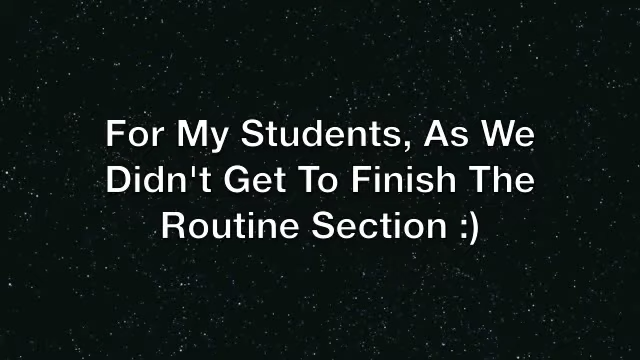 For My Students, As We
Didn't Get To Finish The
Routine Section :)